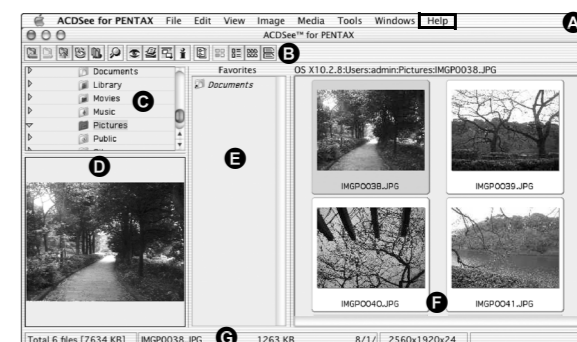 ACDSee for PENTAX File Edit View Image Media Tools Windows Help
A
ACDSee™ for PENTAX
B
Documents
Library
Movies
Music
Pictures
Public
C
D
Favorites
Documents
E
OS X10.2.8:Users:admin:Pictures:IMGP0038.JPG
IMGP0038.JPG
IMGP0039.JPG
IMGP0040.JPG
IMGP0041.JPG
F
Total 6 files [7634 KB] IMGP0038.JPG G 1263 KB 8/1/ 2560x1920x24